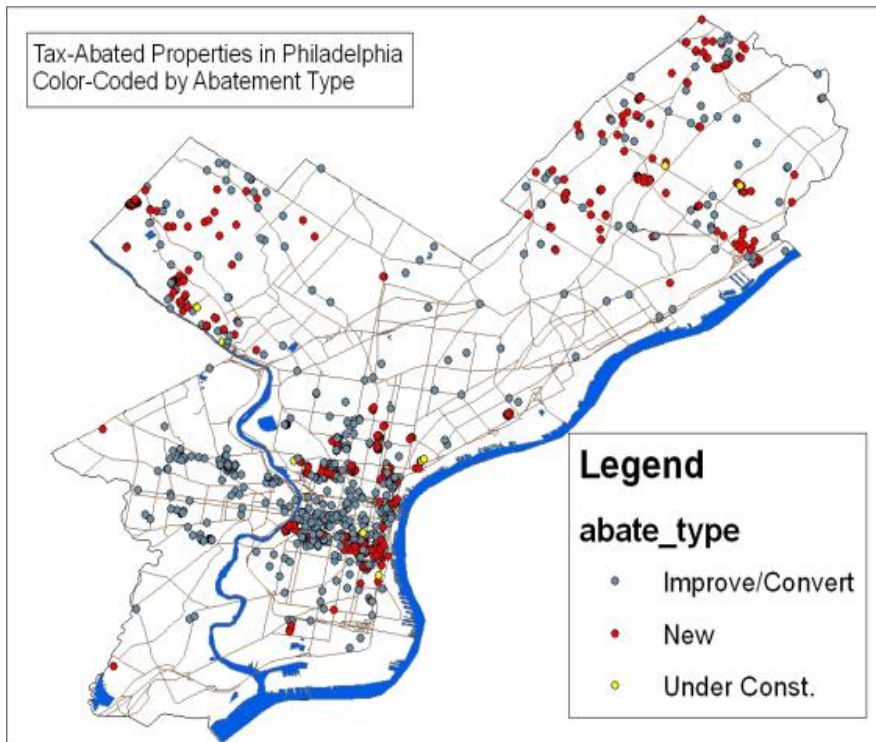 Tax-Abated Properties in Philadelphia
Color-Coded by Abatement Type
Legend
abate_type
Improve/Convert
New
Under Const.